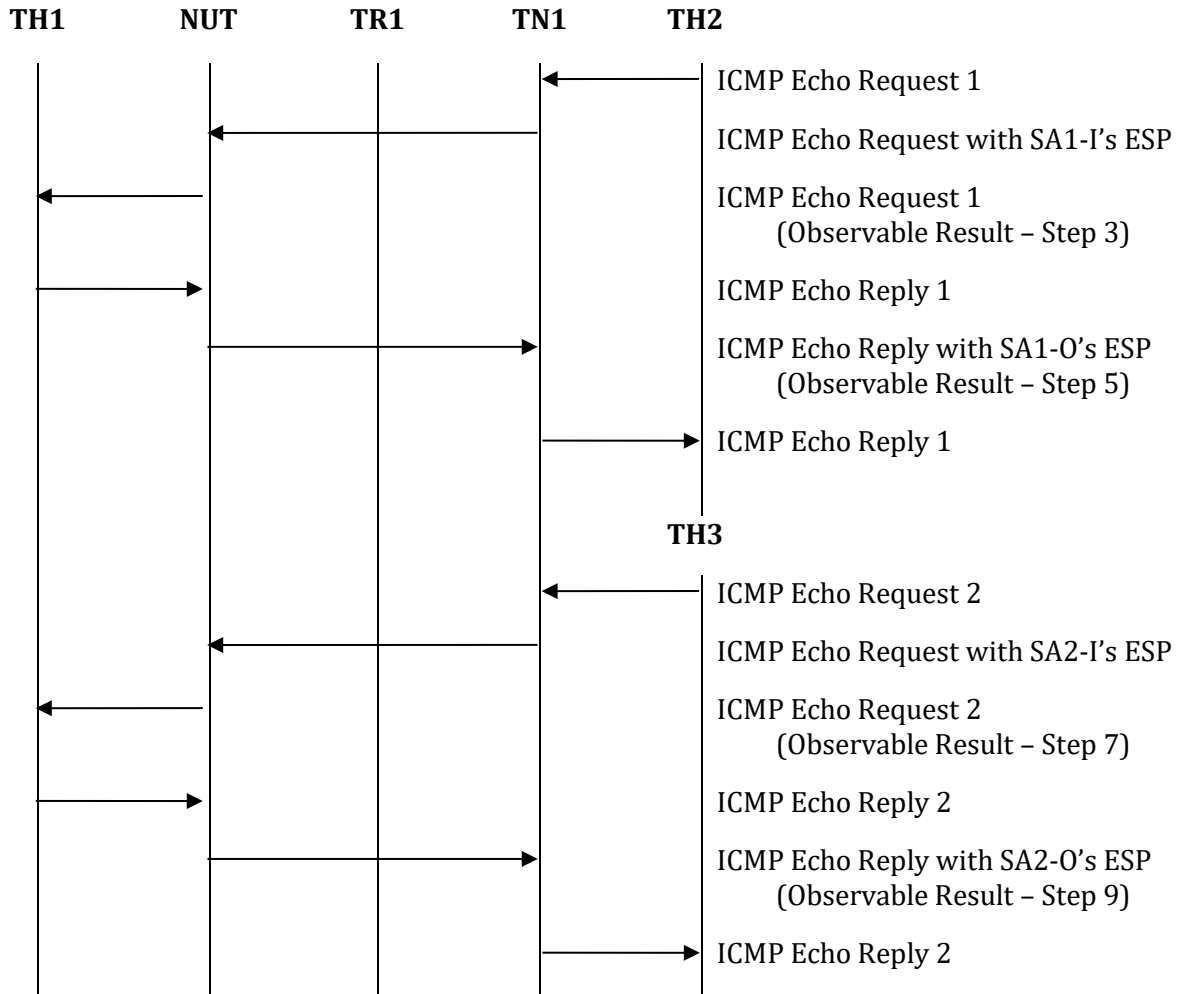 TH1 NUT TR1 TN1 TH2
ICMP Echo Request 1
ICMP Echo Request with SA1-I’s ESP
ICMP Echo Request 1
(Observable Result – Step 3)
ICMP Echo Reply 1
ICMP Echo Reply with SA1-O’s ESP
(Observable Result – Step 5)
ICMP Echo Reply 1
TH3
ICMP Echo Request 2
ICMP Echo Request with SA2-I’s ESP
ICMP Echo Request 2
(Observable Result – Step 7)
ICMP Echo Reply 2
ICMP Echo Reply with SA2-O’s ESP
(Observable Result – Step 9)
ICMP Echo Reply 2